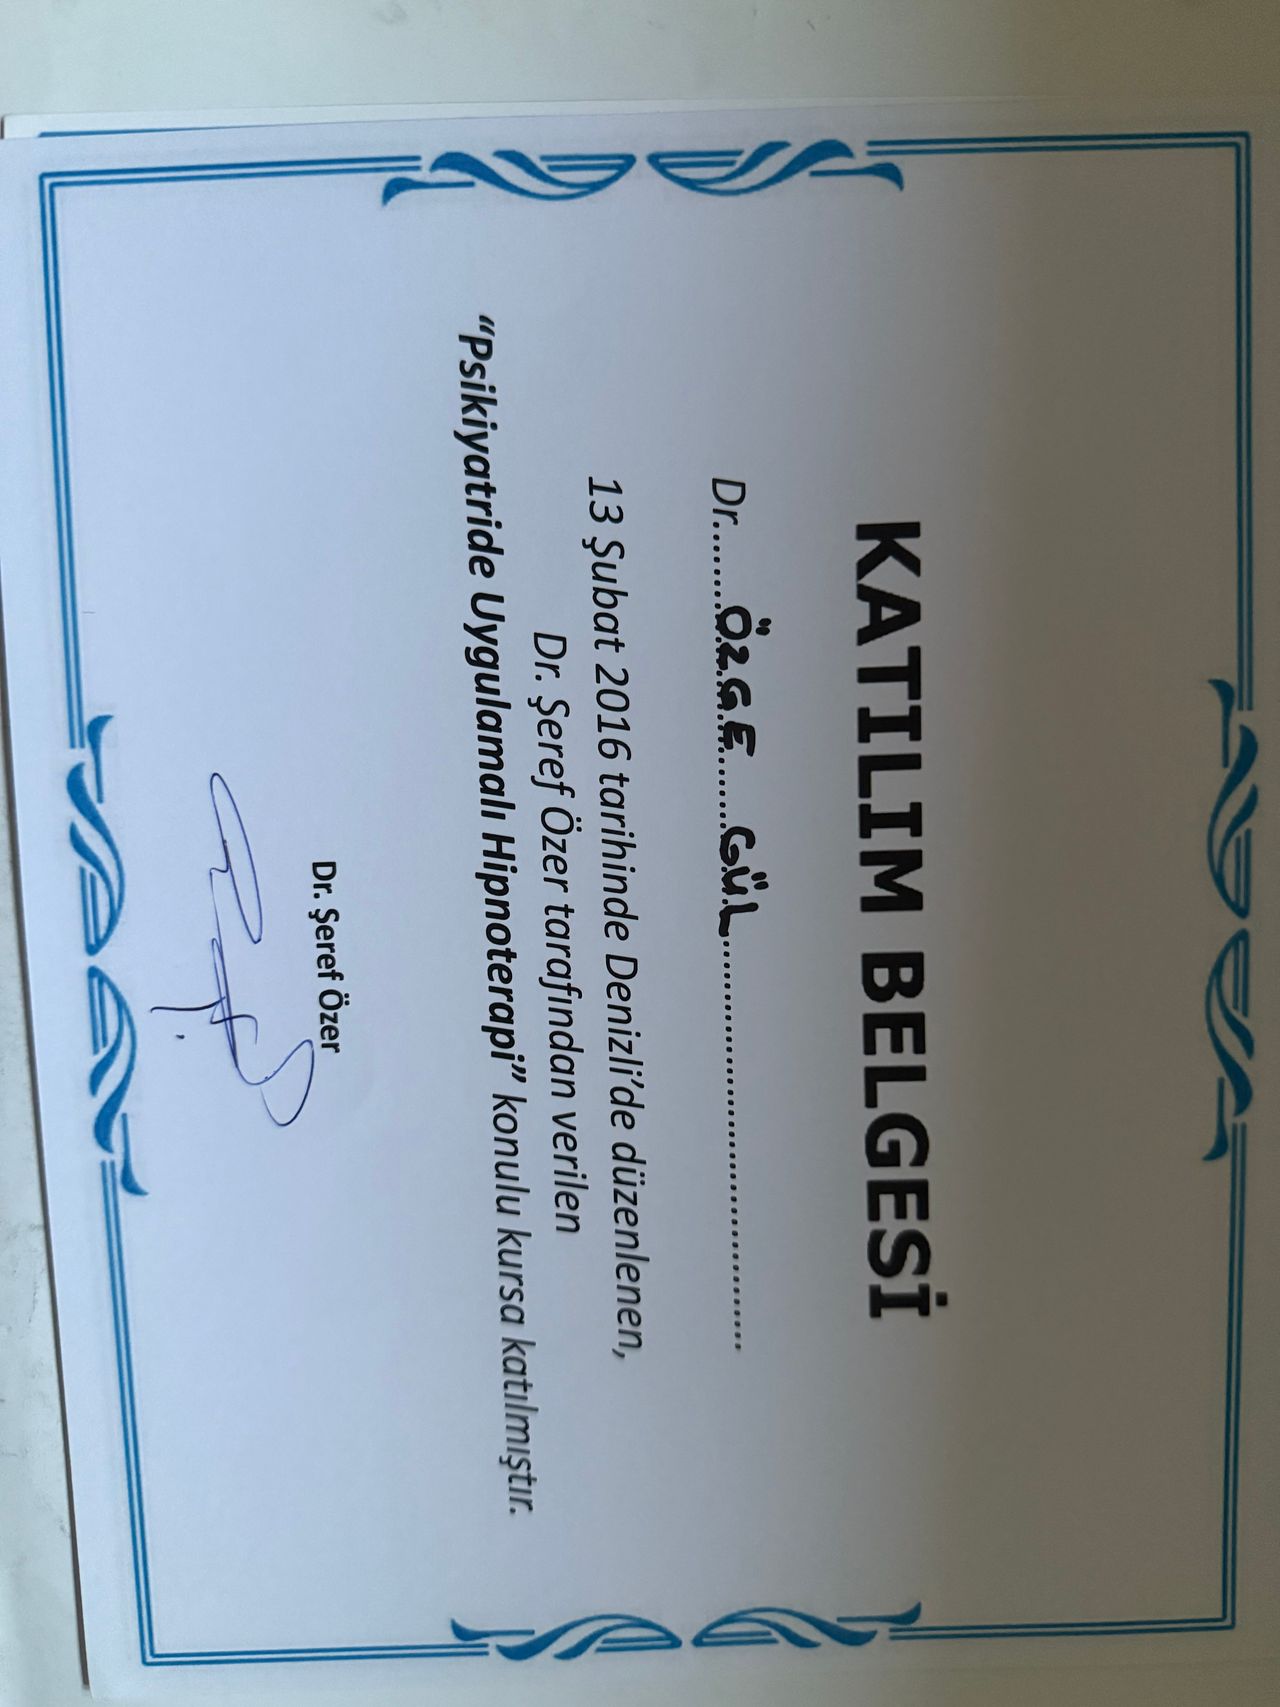 KATILIM BELGESİ
Dr.......ÖZGE.......GÜL....................................
13 Şubat 2016 tarihinde Denizli’de düzenlenen,
Dr. Şeref Özer tarafından verilen
“Psikiyatride Uygulamalı Hipnoterapi” konulu kursa katılmıştır.
Dr. Şeref Özer